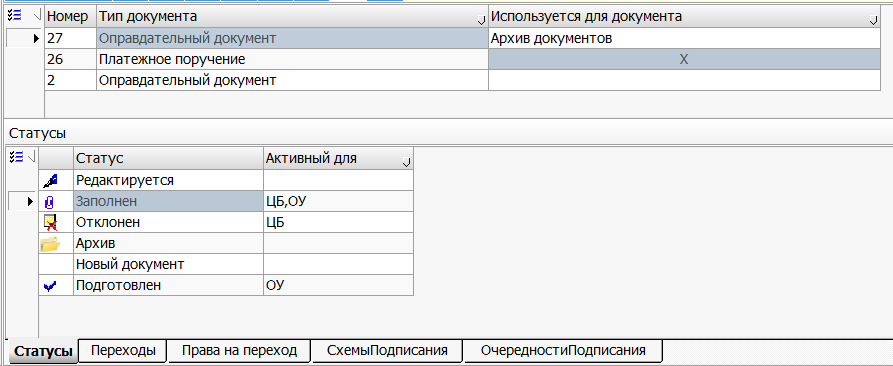 Номер Тип документа Используется для документа
27 Оправдательный документ Архив документов
26 Платежное поручение X
2 Оправдательный документ
Статусы
Статус Активный для
Редактируется
Заполнен ЦБ,ОУ
Отклонен ЦБ
Архив
Новый документ
Подготовлен ОУ
Статусы Переходы Права на переход СхемыПодписания ОчередностиПодписания